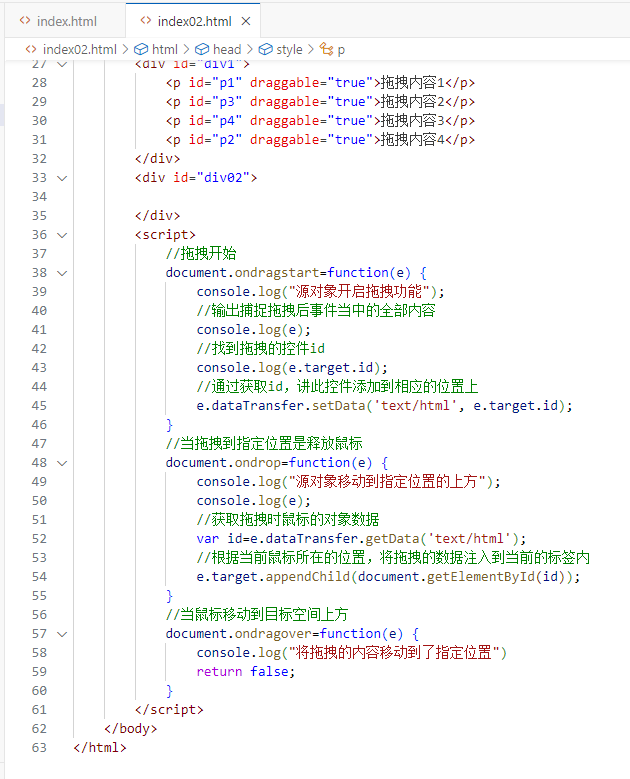 index.html
index02.html
index02.html > html > head > style > p
27 <div id="div1">
28 <p id="p1" draggable="true">拖拽内容1</p>
29 <p id="p3" draggable="true">拖拽内容2</p>
30 <p id="p4" draggable="true">拖拽内容3</p>
31 <p id="p2" draggable="true">拖拽内容4</p>
32 </div>
33 <div id="div02">
34
35 </div>
36 <script>
37 //拖拽开始
38 document.ondragstart=function(e) {
39 console.log("源对象开启拖拽功能");
40 //输出捕捉拖拽后事件当中的全部内容
41 console.log(e);
42 //找到拖拽的控件id
43 console.log(e.target.id);
44 //通过获取id，讲此控件添加到相应的位置上
45 e.dataTransfer.setData('text/html', e.target.id);
46 }
47 //当拖拽到指定位置是释放鼠标
48 document.ondrop=function(e) {
49 console.log("源对象移动到指定位置的上方");
50 console.log(e);
51 //获取拖拽时鼠标的对象数据
52 var id=e.dataTransfer.getData('text/html');
53 //根据当前鼠标所在的位置，将拖拽的数据注入到当前的标签内
54 e.target.appendChild(document.getElementById(id));
55 }
56 //当鼠标移动到目标空间上方
57 document.ondragover=function(e) {
58 console.log("将拖拽的内容移动到了指定位置")
59 return false;
60 }
61 </script>
62 </body>
63 </html>